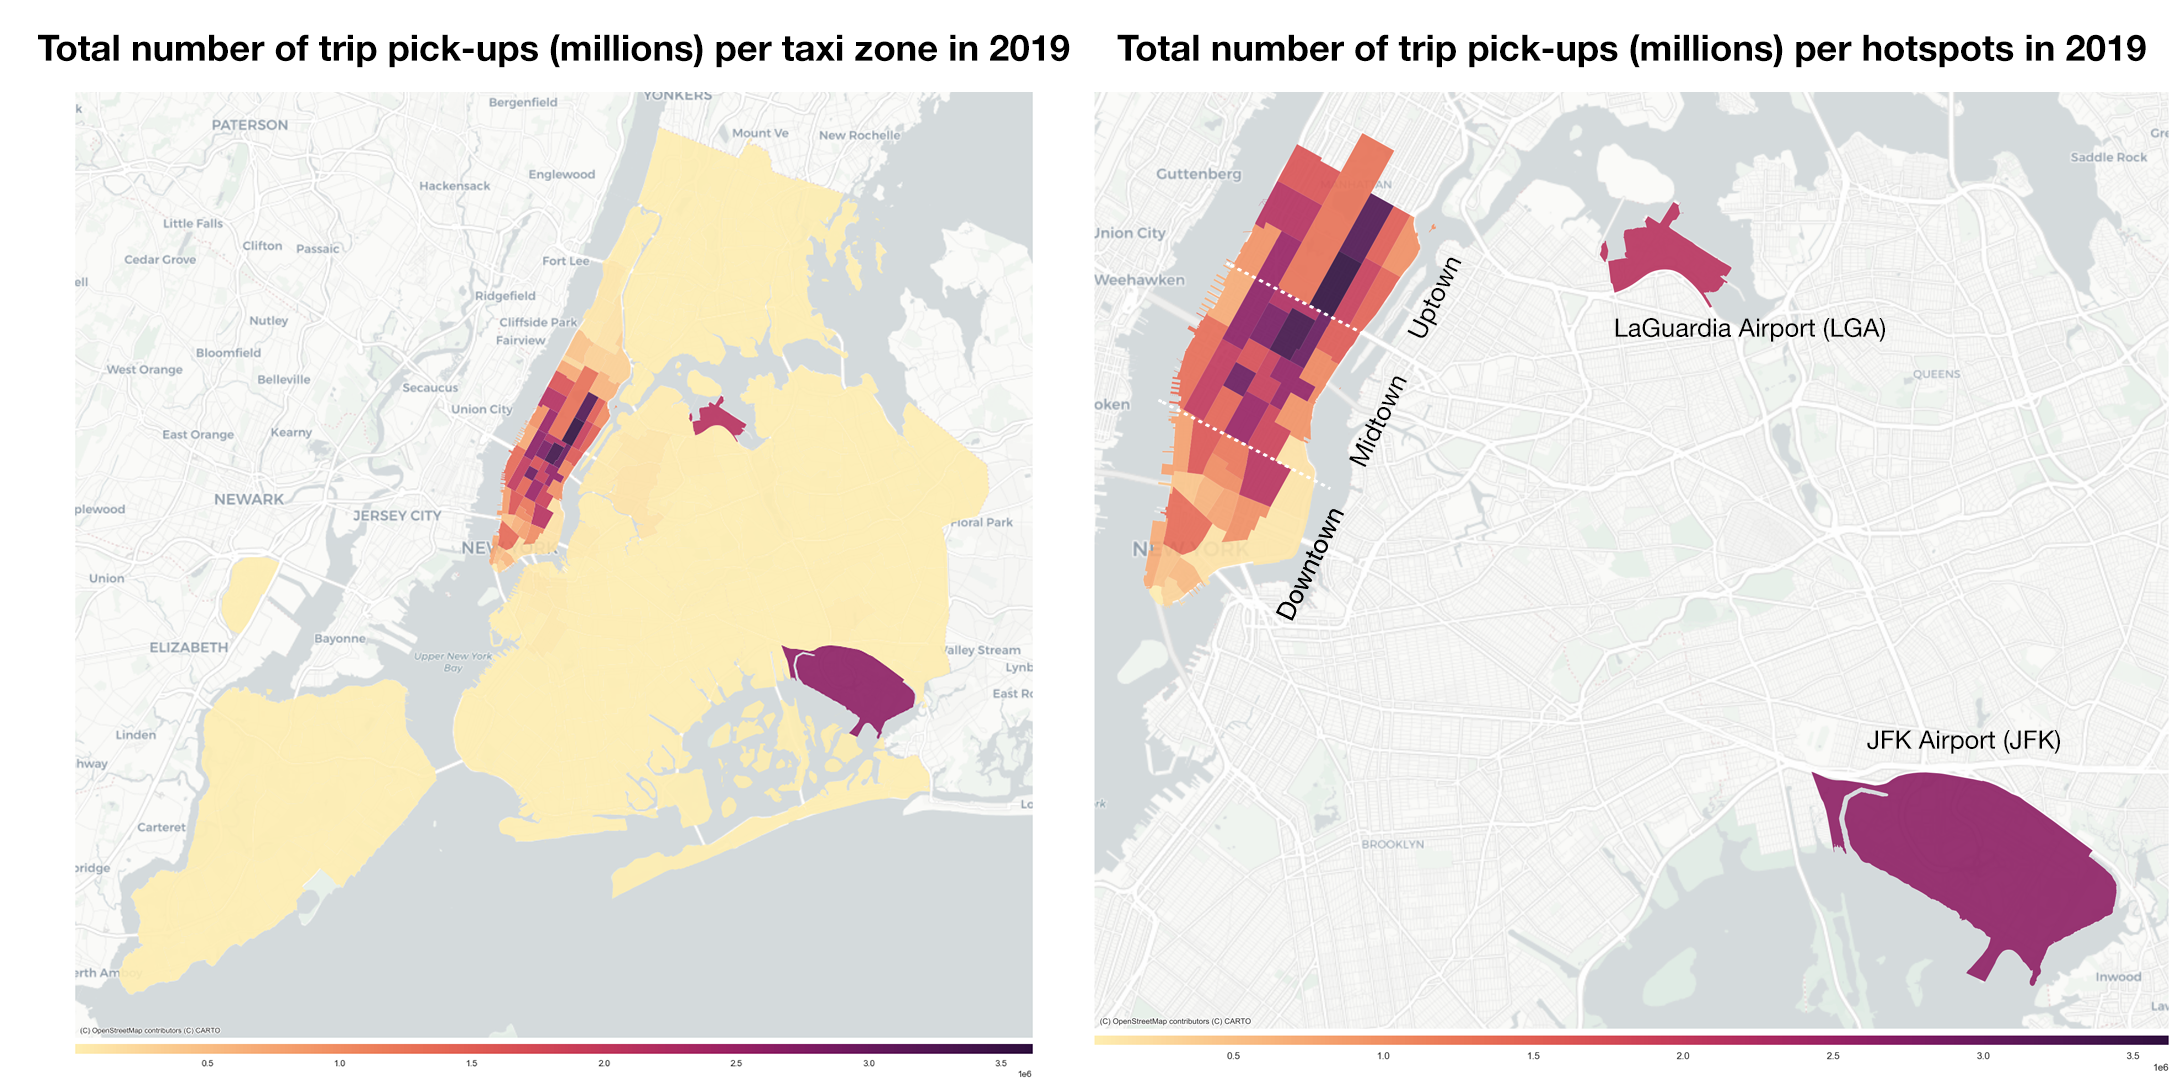 Total number of trip pick-ups (millions) per taxi zone in 2019
YONKERS
Bergenfield
PATERSON
Mount Ve
New Rochelle
Englewood
Hackensack
Little Falls
Clifton
Passaic
Cedar Grove
Fort Lee
ell
Ridgefield
Nutley
Cliffside Park
Fairview
Bloomfield
West Orange
Belleville
Secaucus
Union City
East Orange
Kearny
NEWARK
plewood
JERSEY CITY
Floral Park
NEW YORK
Union
Bayonne
ELIZABETH
Upper New York
Bay
Valley Stream
Lynb
East Ro
Linden
hway
Lo
Carteret
bridge
erth Amboy
(C) OpenStreetMap contributors (C) CARTO
0.5 1.0 1.5 2.0 2.5 3.0 3.5
1e6
Total number of trip pick-ups (millions) per hotspots in 2019
Gre
Saddle Rock
Guttenberg
Union City
Weehawken
Uptown
LaGuardia Airport (LGA)
QUEENS
oken
Midtown
NEW YORK
Downtown
JFK Airport (JFK)
rk
BROOKLYN
Inwood
Law
(C) OpenStreetMap contributors (C) CARTO
0.5 1.0 1.5 2.0 2.5 3.0 3.5
1e6